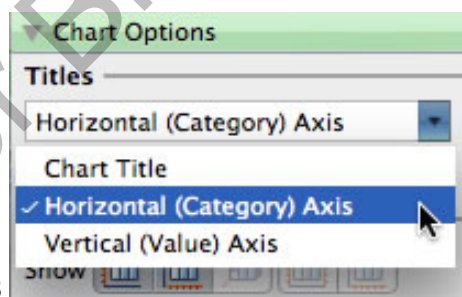 Chart Options
Titles
Horizontal (Category) Axis
Chart Title
✓ Horizontal (Category) Axis
Vertical (Value) Axis
Show